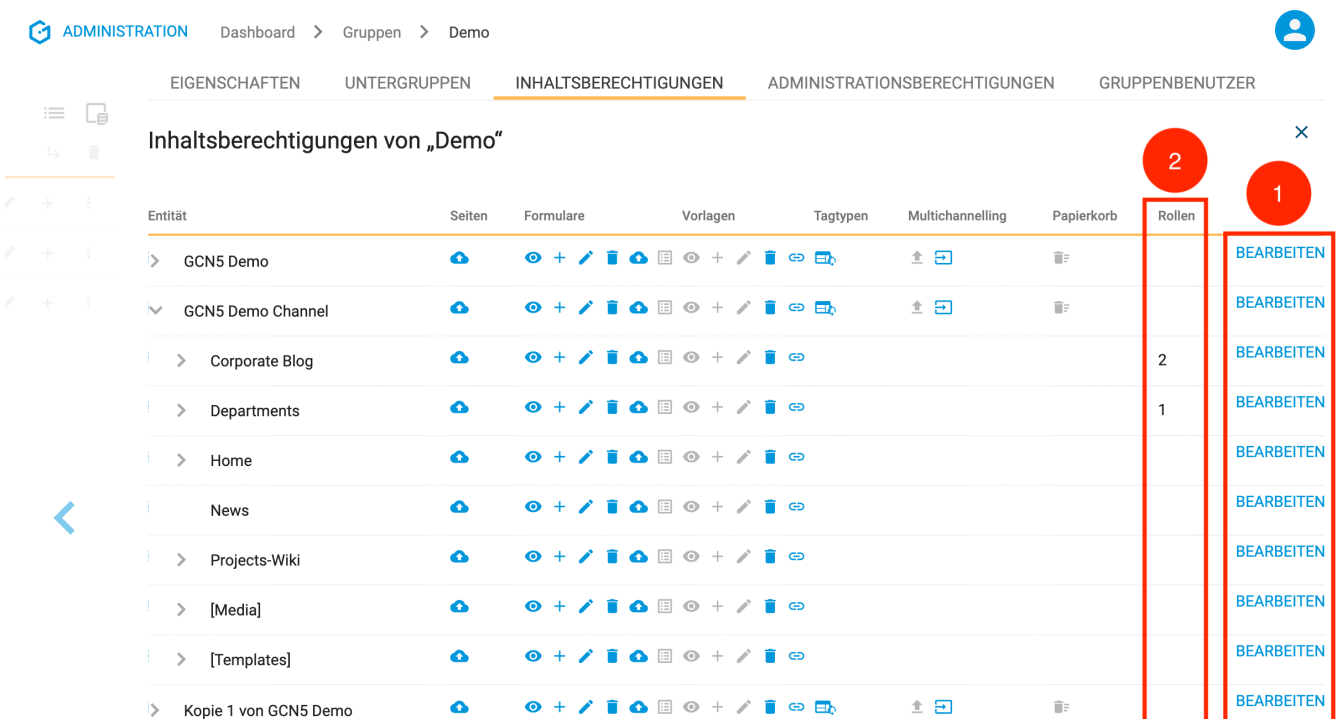 ADMINISTRATION Dashboard Gruppen Demo
EIGENSCHAFTEN UNTERGRUPPEN INHALTSBERECHTIGUNGEN ADMINISTRATIONSBERECHTIGUNGEN GRUPPENBENUTZER
Inhaltsberechtigungen von „Demo“
2
1
Entität Seiten Formulare Vorlagen Tagtypen Multichannelling Papierkorb Rollen
GCN5 Demo BEARBEITEN
GCN5 Demo Channel BEARBEITEN
Corporate Blog 2 BEARBEITEN
Departments 1 BEARBEITEN
Home BEARBEITEN
News BEARBEITEN
Projects-Wiki BEARBEITEN
[Media] BEARBEITEN
[Templates] BEARBEITEN
Kopie 1 von GCN5 Demo BEARBEITEN